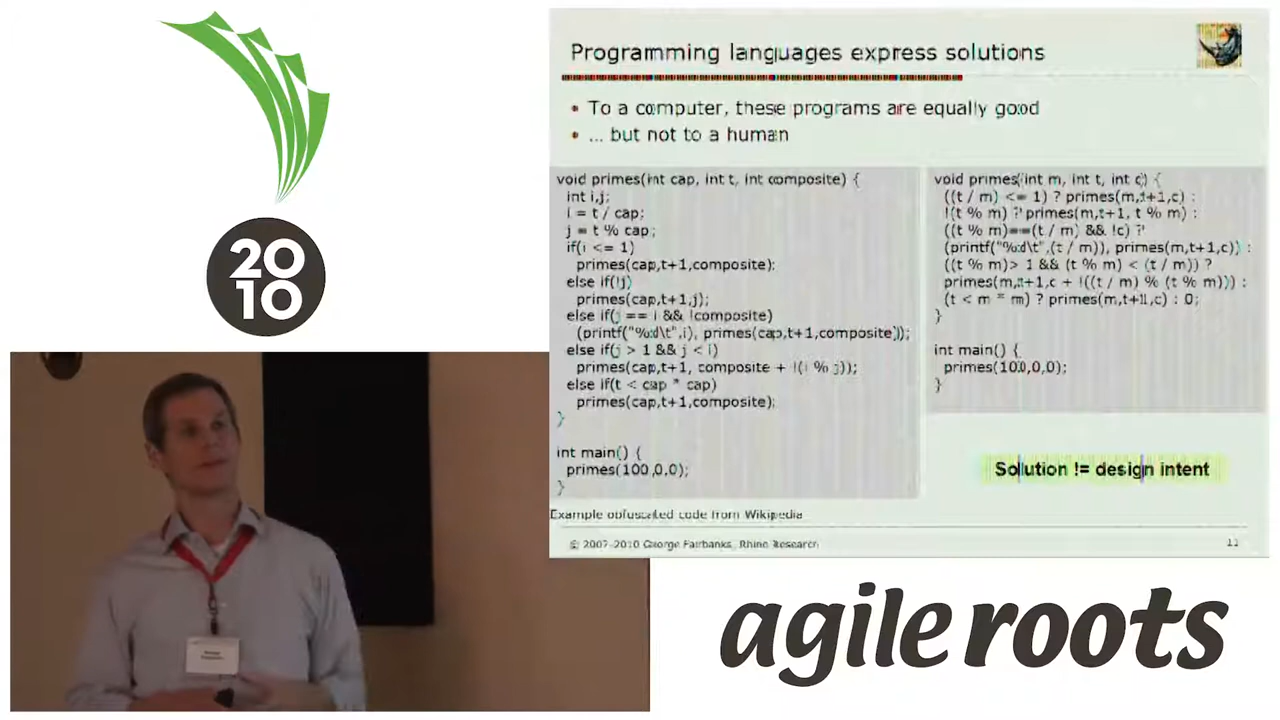 20
10
Programming languages express solutions
• To a computer, these programs are equally good
• ... but not to a human
void primes(int cap, int t, int composite) {
int i,j;
i = t / cap;
j = t % cap;
if(i <= 1)
primes(cap,t+1,composite);
else if(!j)
primes(cap,t+1,j);
else if(j == i && !composite)
(printf("%d\t",i), primes(cap,t+1,composite));
else if(j > 1 && j < i)
primes(cap,t+1, composite + !(i % j));
else if(t < cap * cap)
primes(cap,t+1,composite);
}
int main() {
primes(100,0,0);
}
void primes(int m, int t, int c) {
((t / m) <= 1) ? primes(m,t+1,c) :
!(t % m) ? primes(m,t+1, t % m) :
((t % m)==(t / m) && !c) ?
(printf("%d\t",(t / m)), primes(m,t+1,c)) :
((t % m)> 1 && (t % m) < (t / m)) ?
primes(m,t+1,c + !((t / m) % (t % m))) :
(t < m * m) ? primes(m,t+1,c) : 0;
}
int main() {
primes(100,0,0);
}
Solution != design intent
Example obfuscated code from Wikipedia
© 2007-2010 George Fairbanks, Rhino Research
11
agile roots